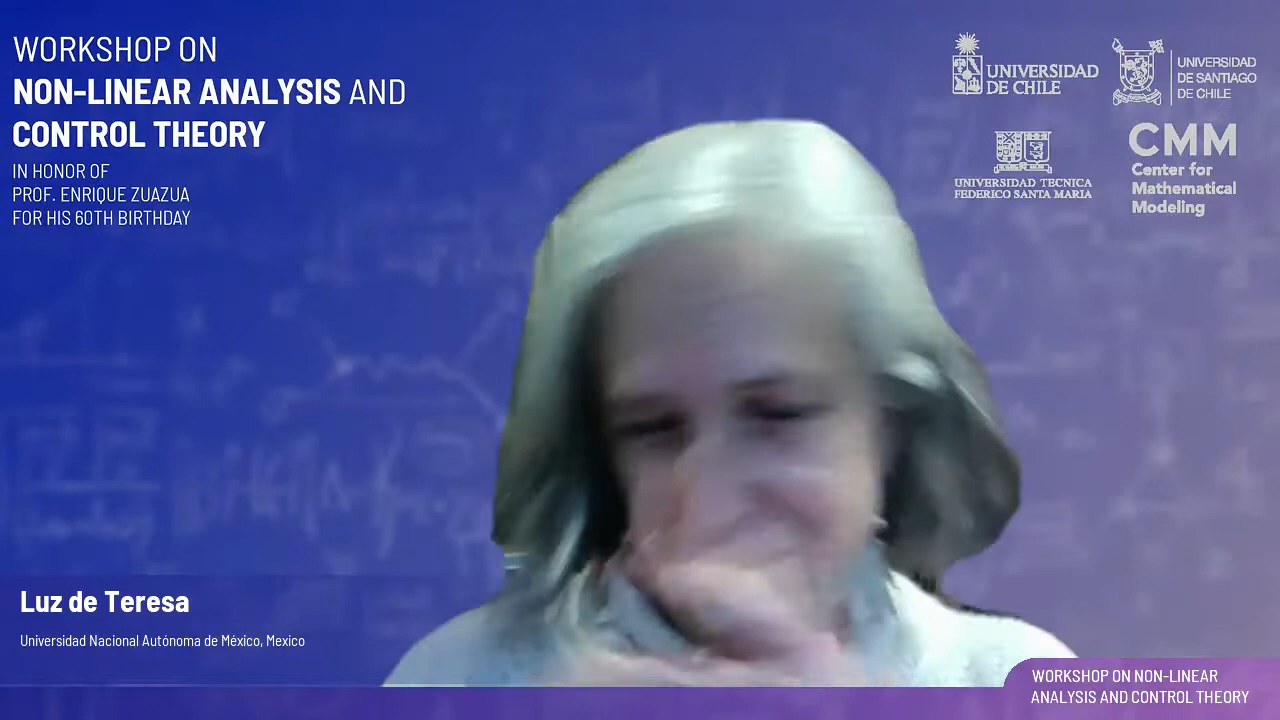 WORKSHOP ON
NON-LINEAR ANALYSIS AND
CONTROL THEORY
IN HONOR OF
PROF. ENRIQUE ZUAZUA
FOR HIS 60TH BIRTHDAY
UNIVERSIDAD
DE CHILE
UNIVERSIDAD
DE SANTIAGO
DE CHILE
UNIVERSIDAD TECNICA
FEDERICO SANTA MARIA
CMM
Center for
Mathematical
Modeling
Luz de Teresa
Universidad Nacional Autónoma de México, Mexico
WORKSHOP ON NON-LINEAR
ANALYSIS AND CONTROL THEORY